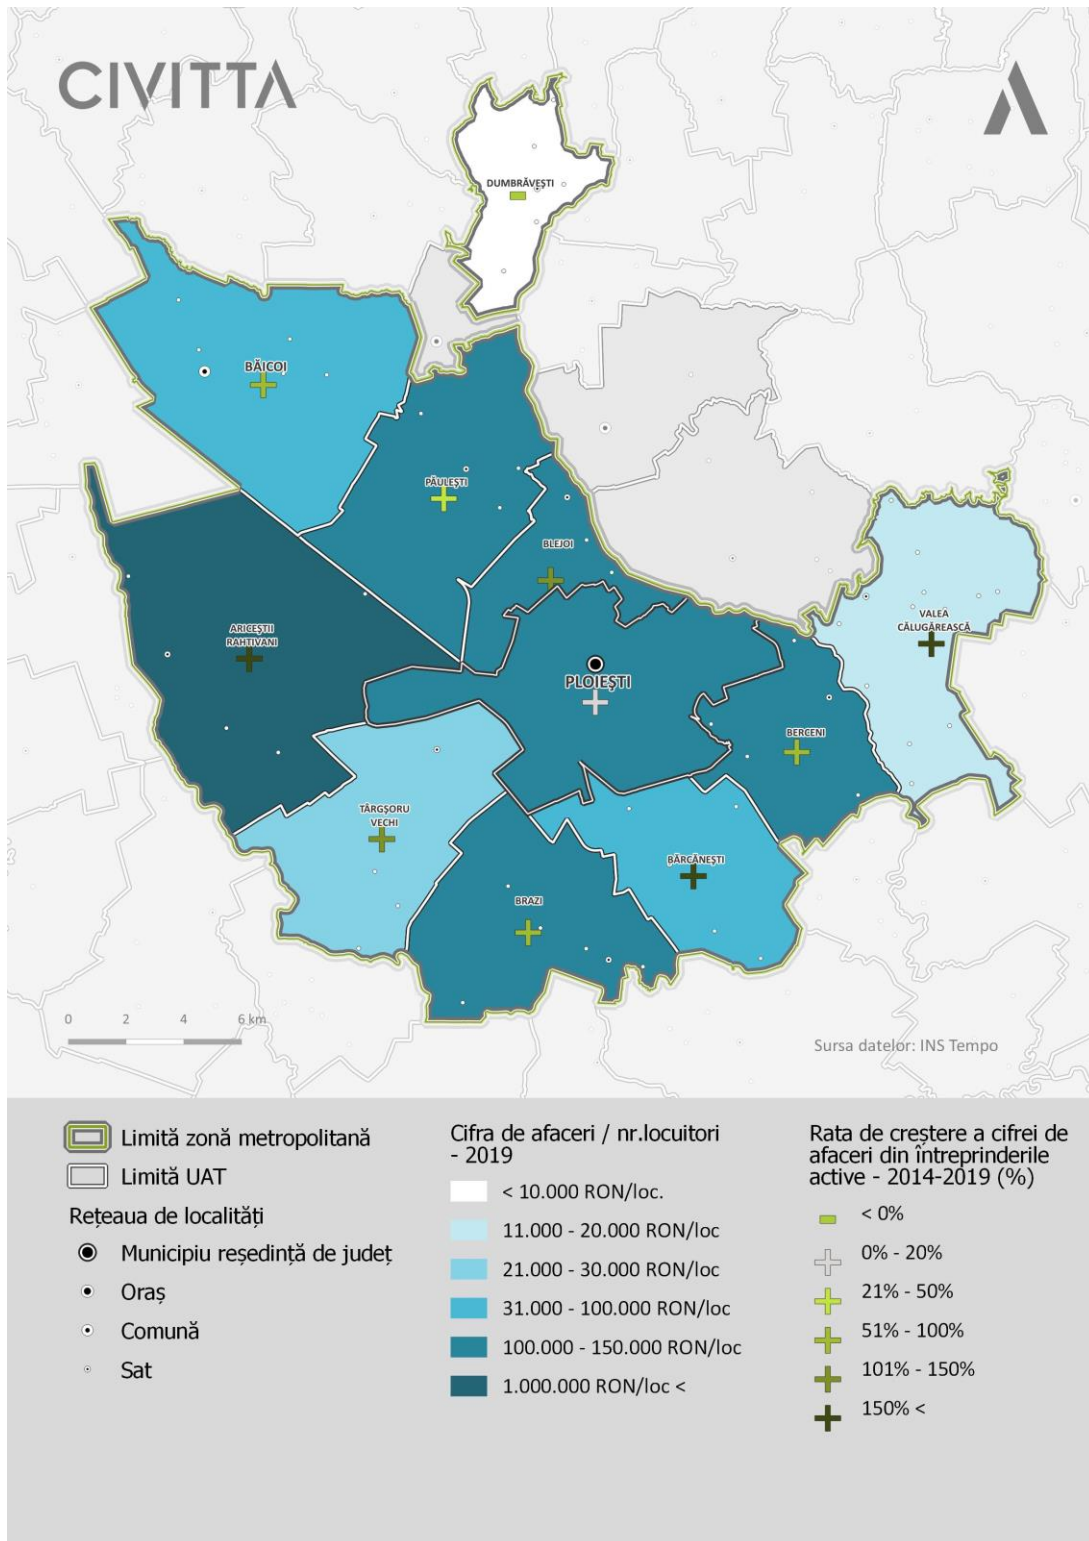 CIVITTA
DUMBRĂVEȘTI
BĂICOI
PĂULEȘTI
BLEJOI
VALEA
CĂLUGĂREASCĂ
ARICEȘTII
RAHTIVANI
PLOIEȘTI
BERCENI
TÂRGȘORU
VECHI
BĂRCĂNEȘTI
BRAZI
0 2 4 6 km
Sursa datelor: INS Tempo
Limită zonă metropolitană
Limită UAT
Rețeaua de localități
Municipiu reședință de județ
Oraș
Comună
Sat
Cifra de afaceri / nr.locuitori
- 2019
< 10.000 RON/loc.
11.000 - 20.000 RON/loc
21.000 - 30.000 RON/loc
31.000 - 100.000 RON/loc
100.000 - 150.000 RON/loc
1.000.000 RON/loc <
Rata de creștere a cifrei de
afaceri din întreprinderile
active - 2014-2019 (%)
< 0%
0% - 20%
21% - 50%
51% - 100%
101% - 150%
150% <